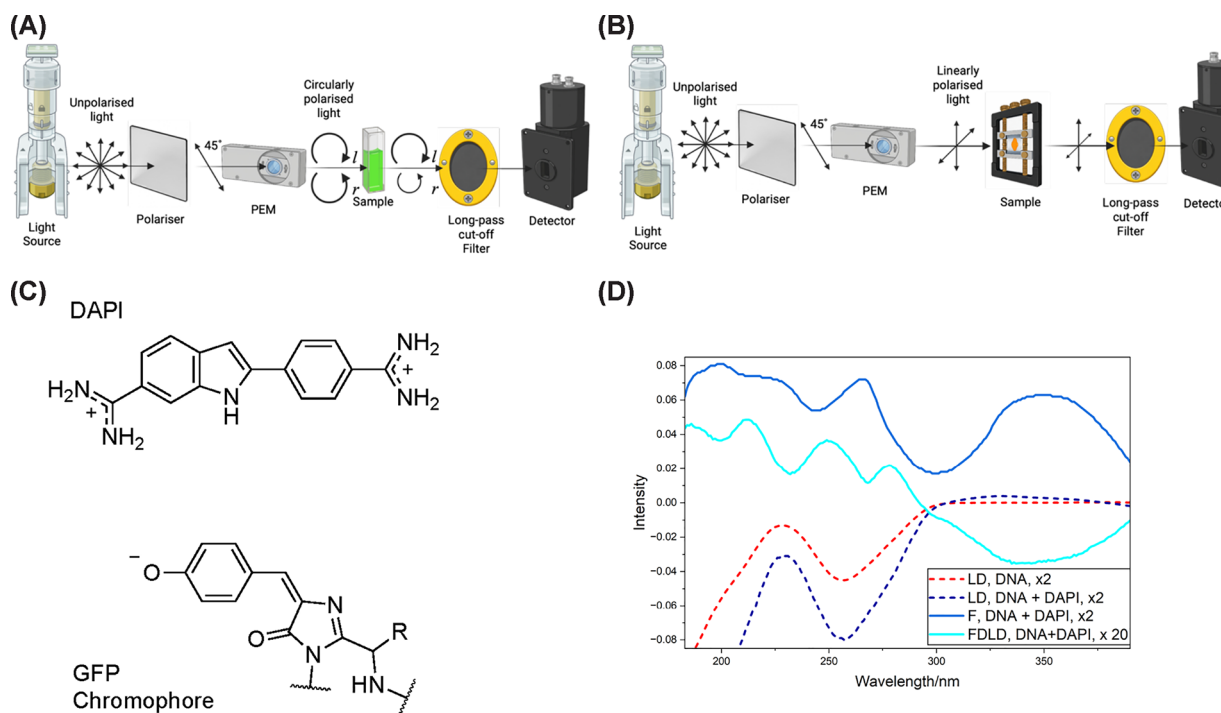 (A)
Unpolarised
light
Circularly
polarised
light
45°
l
r
l
r
Light
Source
Polariser
PEM
Sample
Long-pass
cut-off
Filter
Detector
(B)
Unpolarised
light
Linearly
polarised
light
45°
Light
Source
Polariser
PEM
Sample
Long-pass
cut-off
Filter
Detecto
(C)
DAPI
H2N
+
NH2
N
H
NH2
+
NH2
−
O
N
O
N
R
HN
GFP
Chromophore
(D)
Intensity
0.08
0.06
0.04
0.02
0.00
−0.02
−0.04
−0.06
−0.08
200
250
300
350
Wavelength/nm
LD, DNA, x2
LD, DNA + DAPI, x2
F, DNA + DAPI, x2
FDLD, DNA+DAPI, x 20